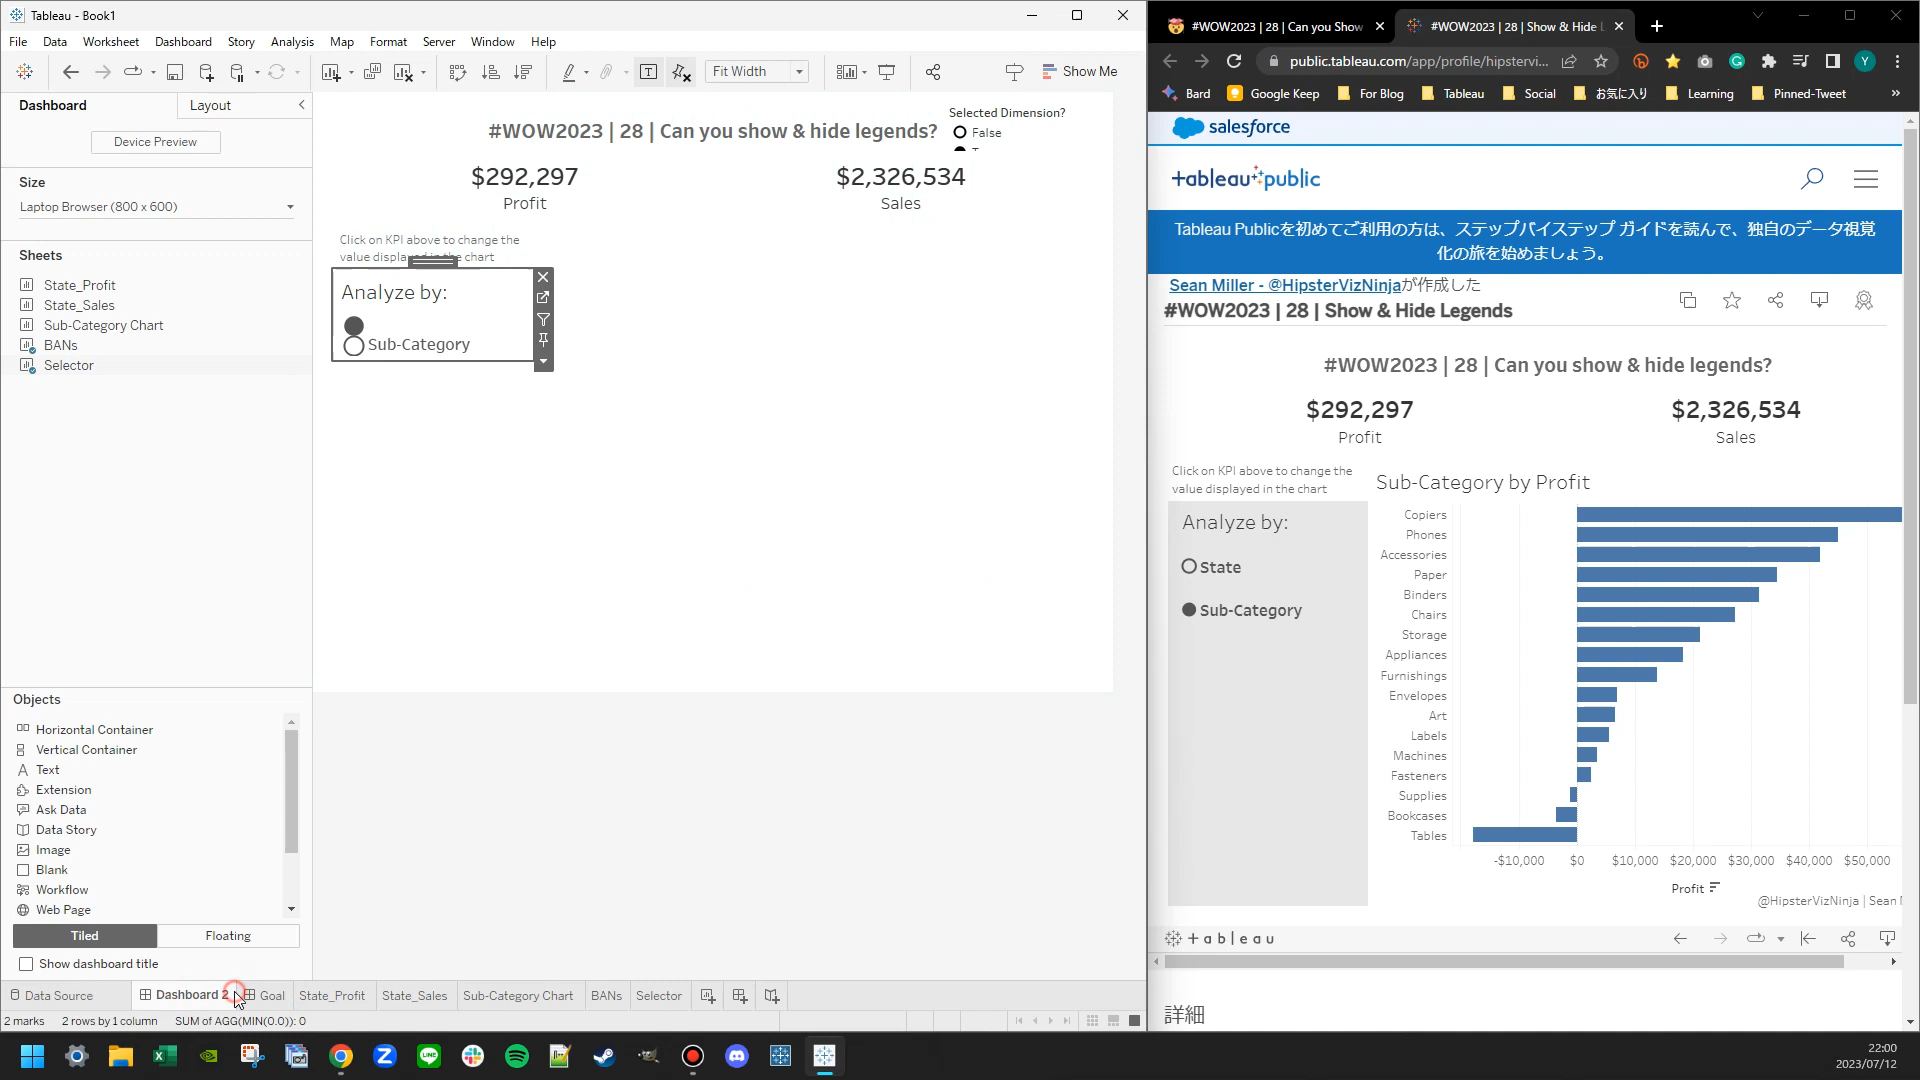 Tableau - Book1
File Data Worksheet Dashboard Story Analysis Map Format Server Window Help
Fit Width
Show Me
Dashboard
Layout
Device Preview
Size
Laptop Browser (800 x 600)
Sheets
State_Profit
State_Sales
Sub-Category Chart
BANs
Selector
Objects
Horizontal Container
Vertical Container
Text
Extension
Ask Data
Data Story
Image
Blank
Workflow
Web Page
Tiled
Floating
Show dashboard title
#WOW2023 | 28 | Can you show & hide legends?
Selected Dimension?
False
$292,297
Profit
$2,326,534
Sales
Click on KPI above to change the
value displayed in the chart
Analyze by:
Sub-Category
Data Source
Dashboard 2
Goal
State_Profit
State_Sales
Sub-Category Chart
BANs
Selector
2 marks
2 rows by 1 column
SUM of AGG(MIN(0.0)): 0
#WOW2023 | 28 | Can you Show
#WOW2023 | 28 | Show & Hide L
public.tableau.com/app/profile/hipstervi...
Y
Bard
Google Keep
For Blog
Tableau
Social
お気に入り
Learning
Pinned-Tweet
salesforce
tableau public
Tableau Publicを初めてご利用の方は、ステップバイステップ ガイドを読んで、独自のデータ視覚
化の旅を始めましょう。
Sean Miller - @HipsterVizNinjaが作成した
#WOW2023 | 28 | Show & Hide Legends
#WOW2023 | 28 | Can you show & hide legends?
$292,297
Profit
$2,326,534
Sales
Click on KPI above to change the
value displayed in the chart
Analyze by:
State
Sub-Category
Sub-Category by Profit
Copiers
Phones
Accessories
Paper
Binders
Chairs
Storage
Appliances
Furnishings
Envelopes
Art
Labels
Machines
Fasteners
Supplies
Bookcases
Tables
-$10,000 $0 $10,000 $20,000 $30,000 $40,000 $50,000
Profit
@HipsterVizNinja | Sean
tableau
詳細
22:00
2023/07/12